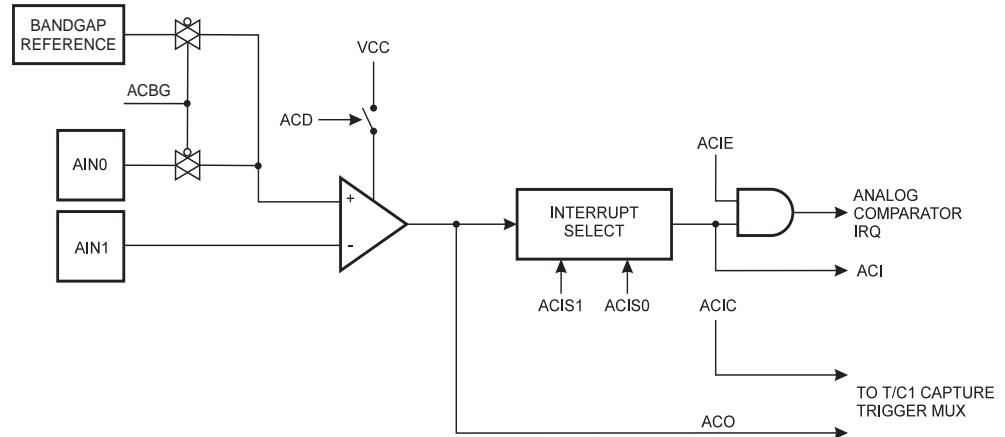 BANDGAP
REFERENCE
VCC
ACBG
ACD
AIN0
ACIE
+
INTERRUPT
SELECT
ANALOG
COMPARATOR
IRQ
AIN1
-
ACI
ACIS1
ACIS0
ACIC
TO T/C1 CAPTURE
TRIGGER MUX
ACO